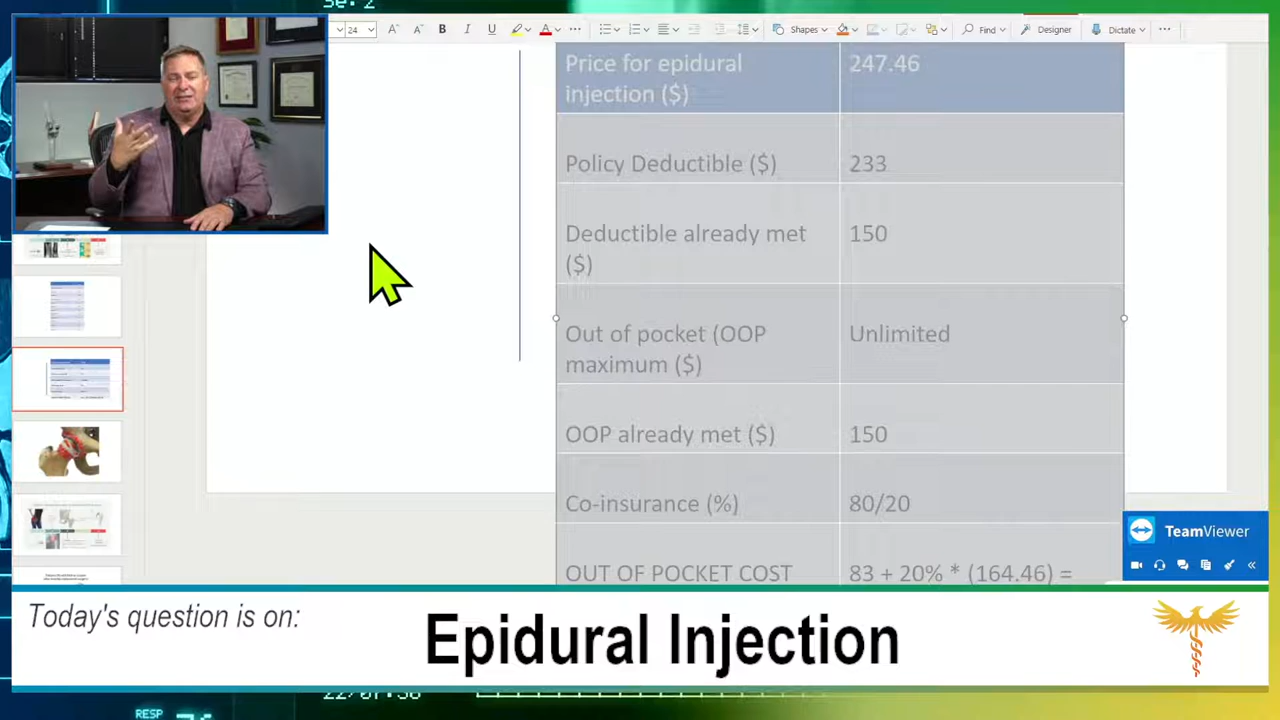 24
B
I
U
A
Shapes
Find
Designer
Dictate
Price for epidural
injection ($)
247.46
Policy Deductible ($)
233
Deductible already met
($)
150
Out of pocket (OOP
maximum ($)
Unlimited
OOP already met ($)
150
Co-insurance (%)
80/20
OUT OF POCKET COST
83 + 20% * (164.46) =
TeamViewer
Today's question is on:
Epidural Injection
RESP